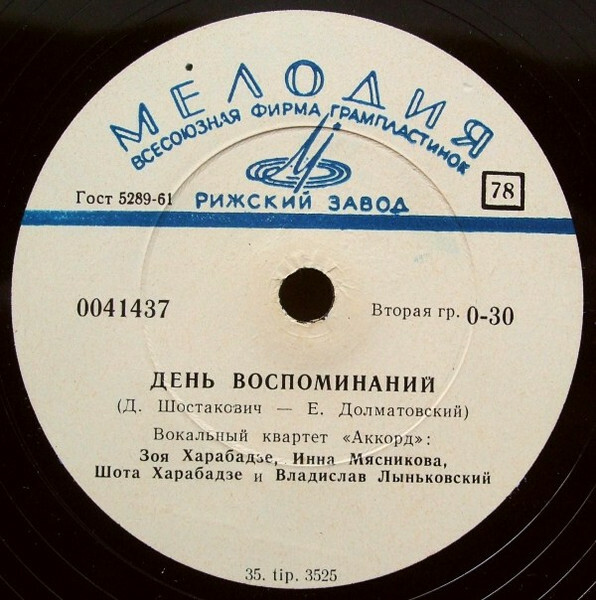 МЕЛОДИЯ
ВСЕСОЮЗНАЯ ФИРМА ГРАМПЛАСТИНОК
Гост 5289-61
РИЖСКИЙ ЗАВОД
78
0041437
Вторая гр. 0-30
ДЕНЬ ВОСПОМИНАНИЙ
(Д. Шостакович — Е. Долматовский)
Вокальный квартет «Аккорд»:
Зоя Харабадзе, Инна Мясникова,
Шота Харабадзе и Владислав Лыньковский
35. tip. 3525